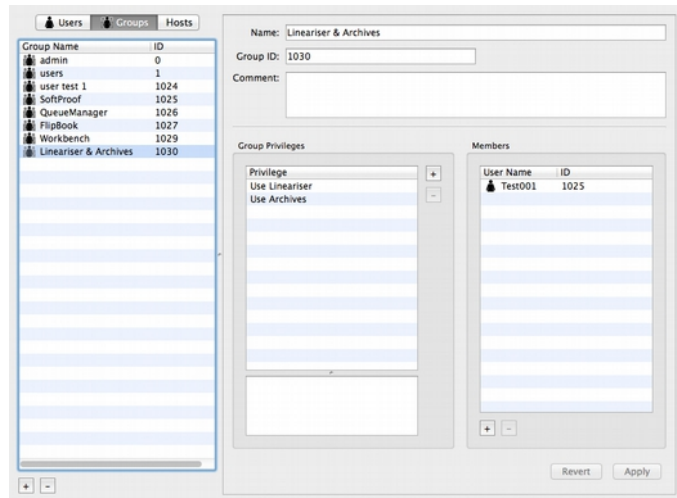 Users Groups Hosts
Group Name ID
admin 0
users 1
user test 1 1024
SoftProof 1025
QueueManager 1026
FlipBook 1027
Workbench 1029
Lineariser & Archives 1030
+ -
Name: Lineariser & Archives
Group ID: 1030
Comment:
Group Privileges
Privilege
Use Lineariser
Use Archives
+
-
Members
User Name ID
Test001 1025
+ -
Revert Apply